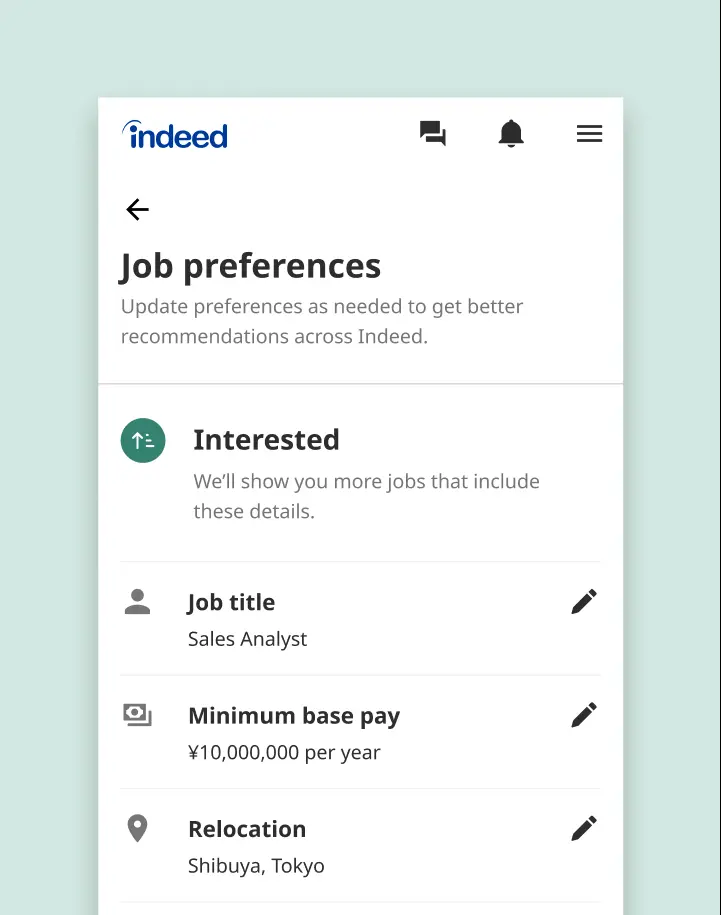 indeed
Job preferences
Update preferences as needed to get better
recommendations across Indeed.
Interested
We’ll show you more jobs that include
these details.
Job title
Sales Analyst
Minimum base pay
¥10,000,000 per year
Relocation
Shibuya, Tokyo